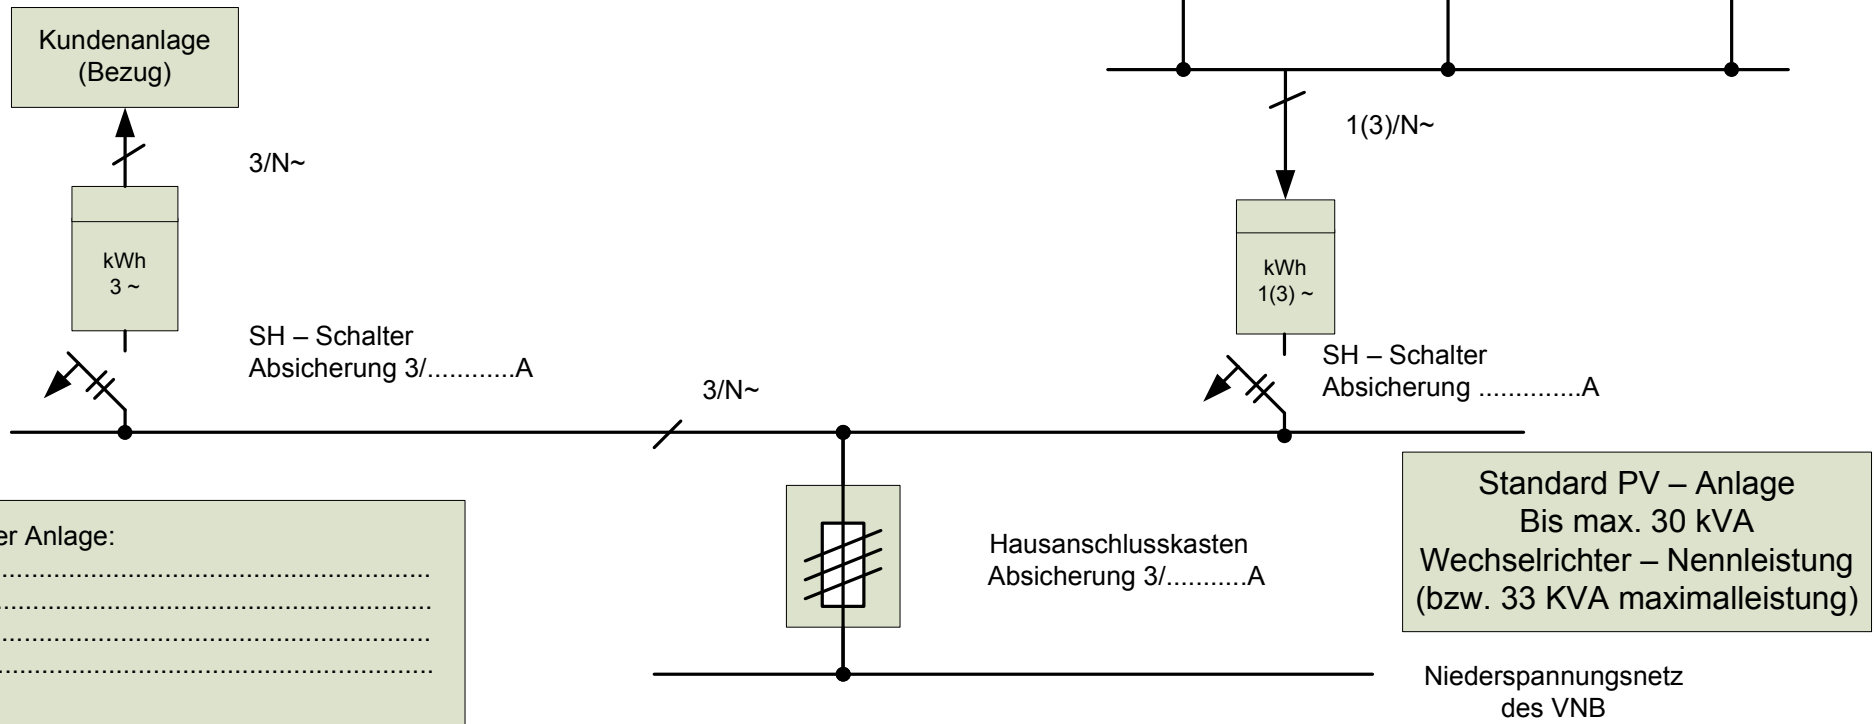 Kundenanlage
(Bezug)
3/N~
1(3)/N~
kWh
3 ~
kWh
1(3) ~
SH – Schalter
Absicherung 3/............A
SH – Schalter
Absicherung ..............A
3/N~
er Anlage:
Hausanschlusskasten
Absicherung 3/...........A
Standard PV – Anlage
Bis max. 30 kVA
Wechselrichter – Nennleistung
(bzw. 33 KVA maximalleistung)
Niederspannungsnetz
des VNB